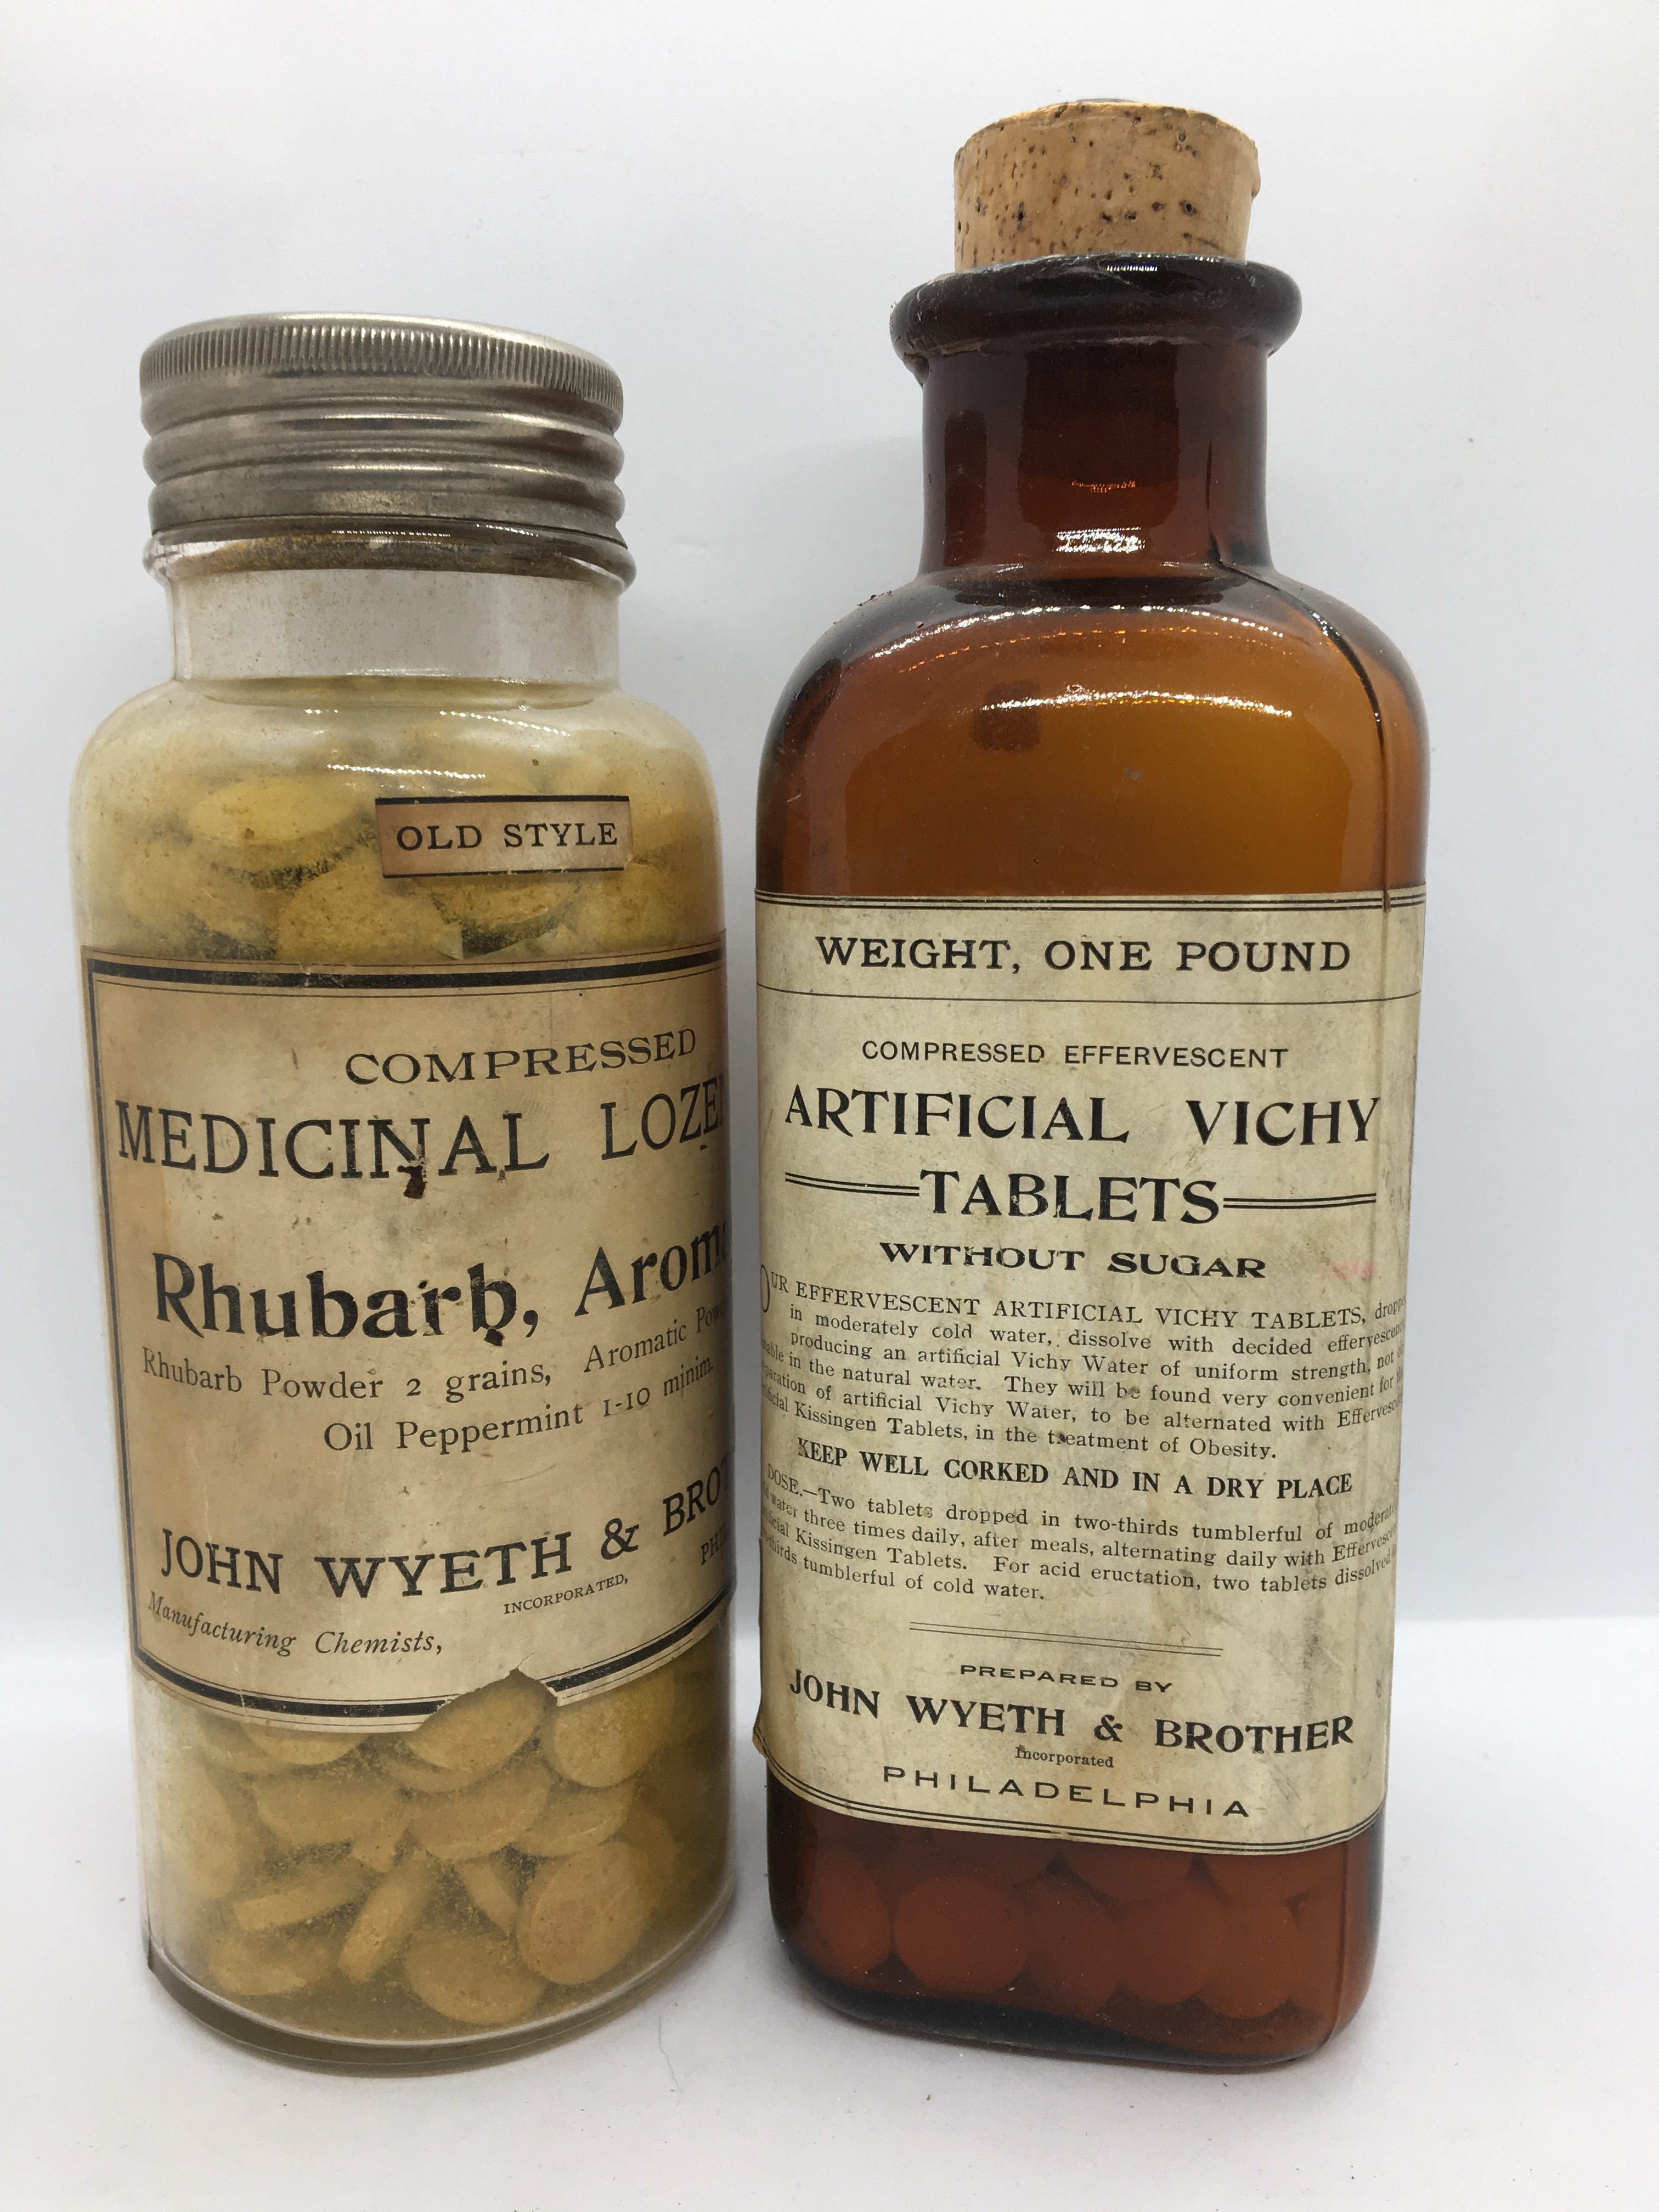 OLD STYLE
COMPRESSED
MEDICINAL
Rhubarb,
Rhubarb Powder 2 grains, Aromatic
Oil Peppermint 1-10 minim.
JOHN WYETH &
INCORPORATED,
Manufacturing Chemists,
WEIGHT, ONE POUND
COMPRESSED EFFERVESCENT
ARTIFICIAL VICHY
TABLETS
WITHOUT SUGAR
OUR EFFERVESCENT ARTIFICIAL VICHY TABLETS,
in moderately cold water, dissolve with decided
producing an artificial Vichy Water of uniform strength, not
in the natural water. They will be found very convenient for
of artificial Vichy Water, to be alternated with
Kissingen Tablets, in the treatment of Obesity.
KEEP WELL CORKED AND IN A DRY PLACE
DOSE.—Two tablets dropped in two-thirds tumblerful of
water three times daily, after meals, alternating daily with
Kissingen Tablets. For acid eructation, two tablets
tumblerful of cold water.
PREPARED BY
JOHN WYETH & BROTHER
Incorporated
PHILADELPHIA